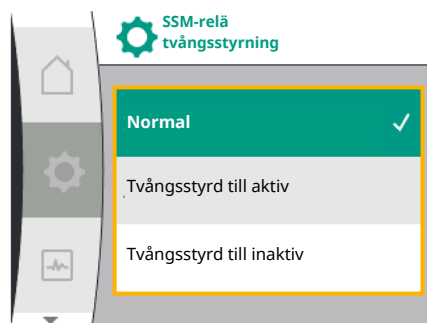 SSM-relä
tvångsstyrning
Normal
Tvångsstyrd till aktiv
Tvångsstyrd till inaktiv